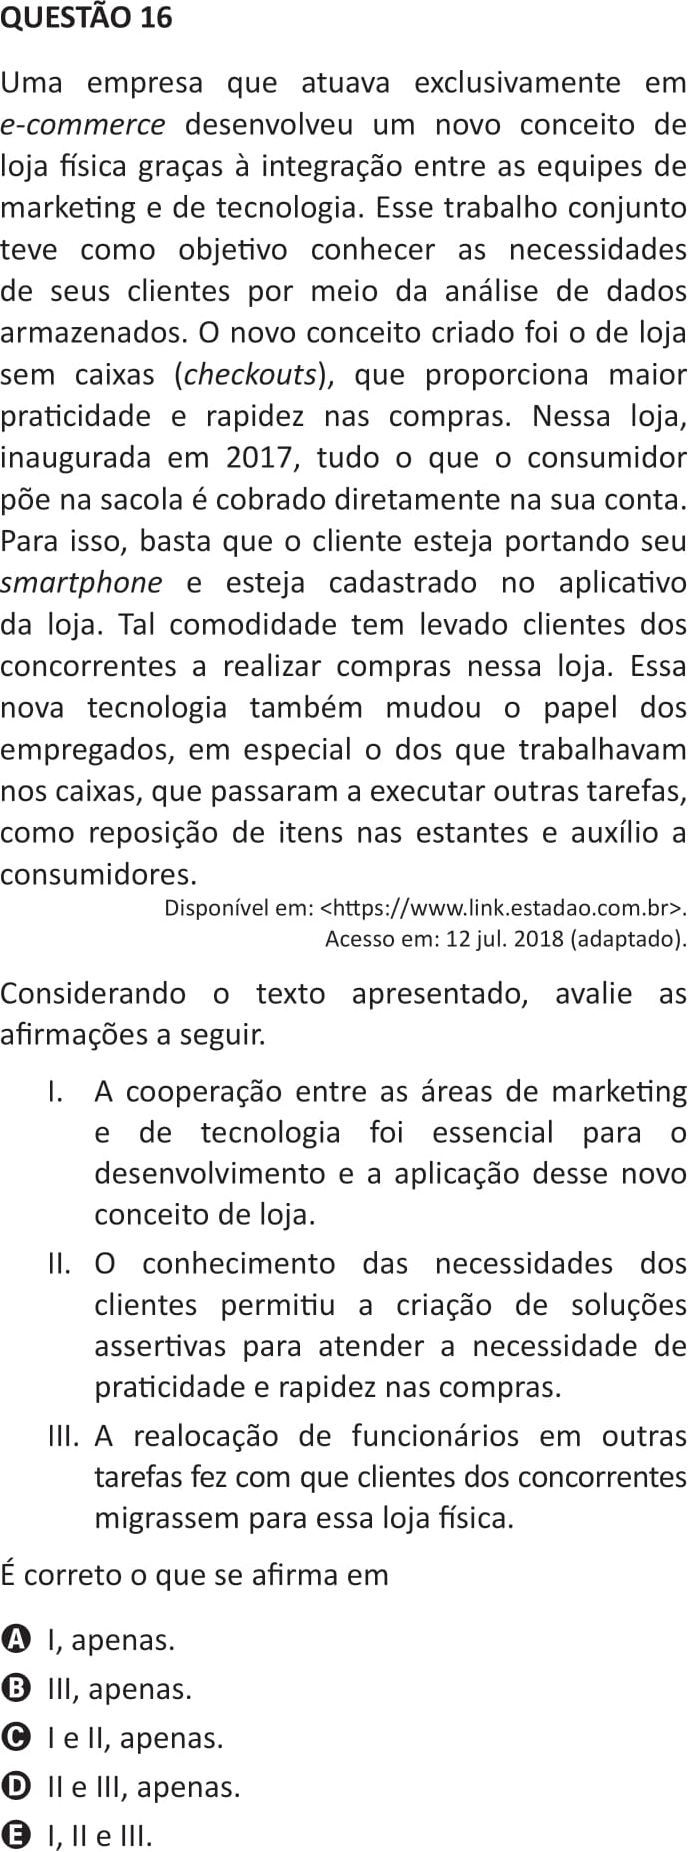 QUESTÃO 16
Uma empresa que atuava exclusivamente em
e-commerce desenvolveu um novo conceito de
loja física graças à integração entre as equipes de
marketing e de tecnologia. Esse trabalho conjunto
teve como objetivo conhecer as necessidades
de seus clientes por meio da análise de dados
armazenados. O novo conceito criado foi o de loja
sem caixas (checkouts), que proporciona maior
praticidade e rapidez nas compras. Nessa loja,
inaugurada em 2017, tudo o que o consumidor
põe na sacola é cobrado diretamente na sua conta.
Para isso, basta que o cliente esteja portando seu
smartphone e esteja cadastrado no aplicativo
da loja. Tal comodidade tem levado clientes dos
concorrentes a realizar compras nessa loja. Essa
nova tecnologia também mudou o papel dos
empregados, em especial o dos que trabalhavam
nos caixas, que passaram a executar outras tarefas,
como reposição de itens nas estantes e auxílio a
consumidores.
Disponível em: <https://www.link.estadao.com.br>.
Acesso em: 12 jul. 2018 (adaptado).
Considerando o texto apresentado, avalie as
afirmações a seguir.
I. A cooperação entre as áreas de marketing
e de tecnologia foi essencial para o
desenvolvimento e a aplicação desse novo
conceito de loja.
II. O conhecimento das necessidades dos
clientes permitiu a criação de soluções
assertivas para atender a necessidade de
praticidade e rapidez nas compras.
III. A realocação de funcionários em outras
tarefas fez com que clientes dos concorrentes
migrassem para essa loja física.
É correto o que se afirma em
A I, apenas.
B III, apenas.
C I e II, apenas.
D II e III, apenas.
E I, II e III.